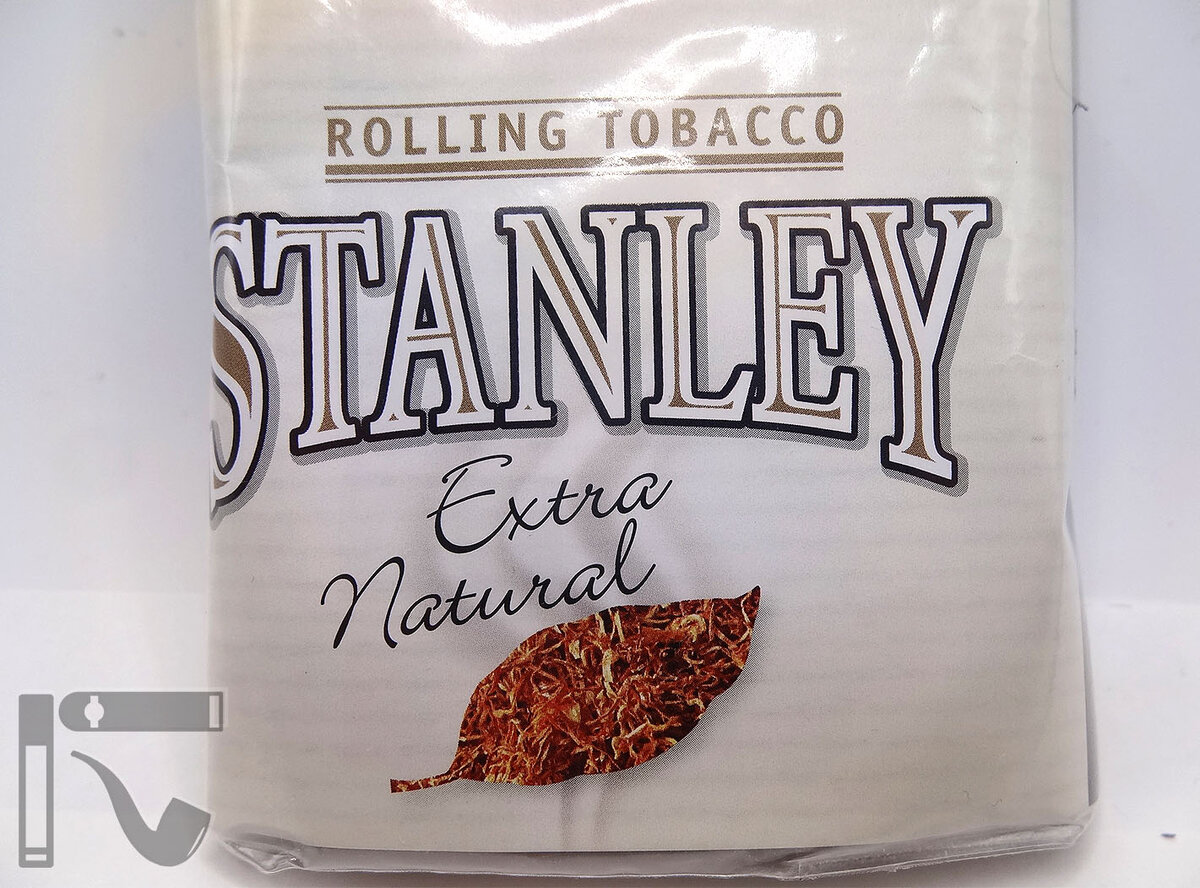 ROLLING TOBACCO
STANLEY
Extra
Natural